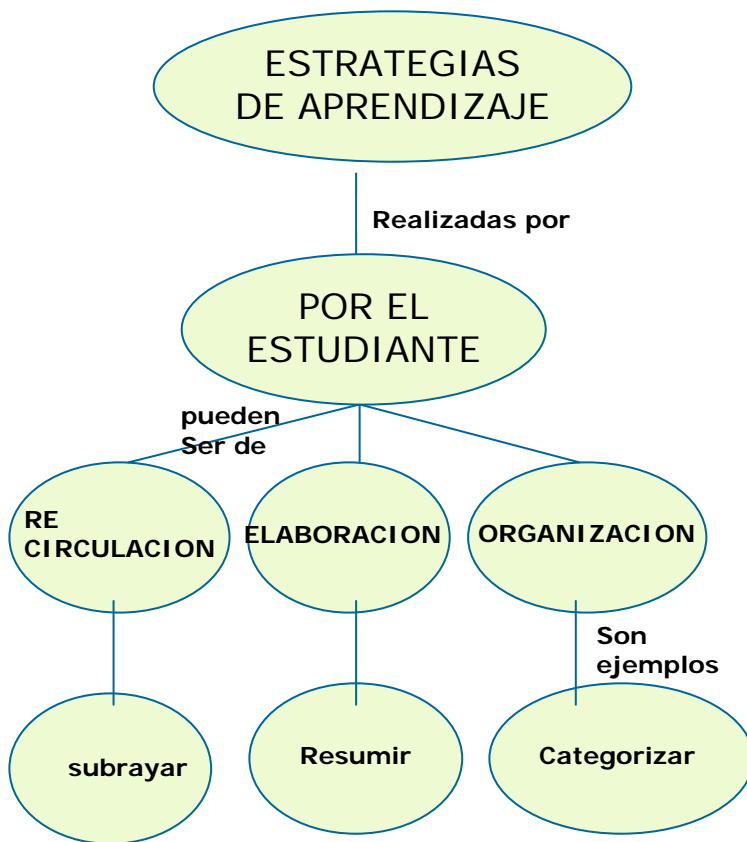 ESTRATEGIAS
DE APRENDIZAJE
Realizadas por
POR EL
ESTUDIANTE
pueden
Ser de
RE
CIRCULACION
ELABORACION
ORGANIZACION
Son
ejemplos
subrayar
Resumir
Categorizar